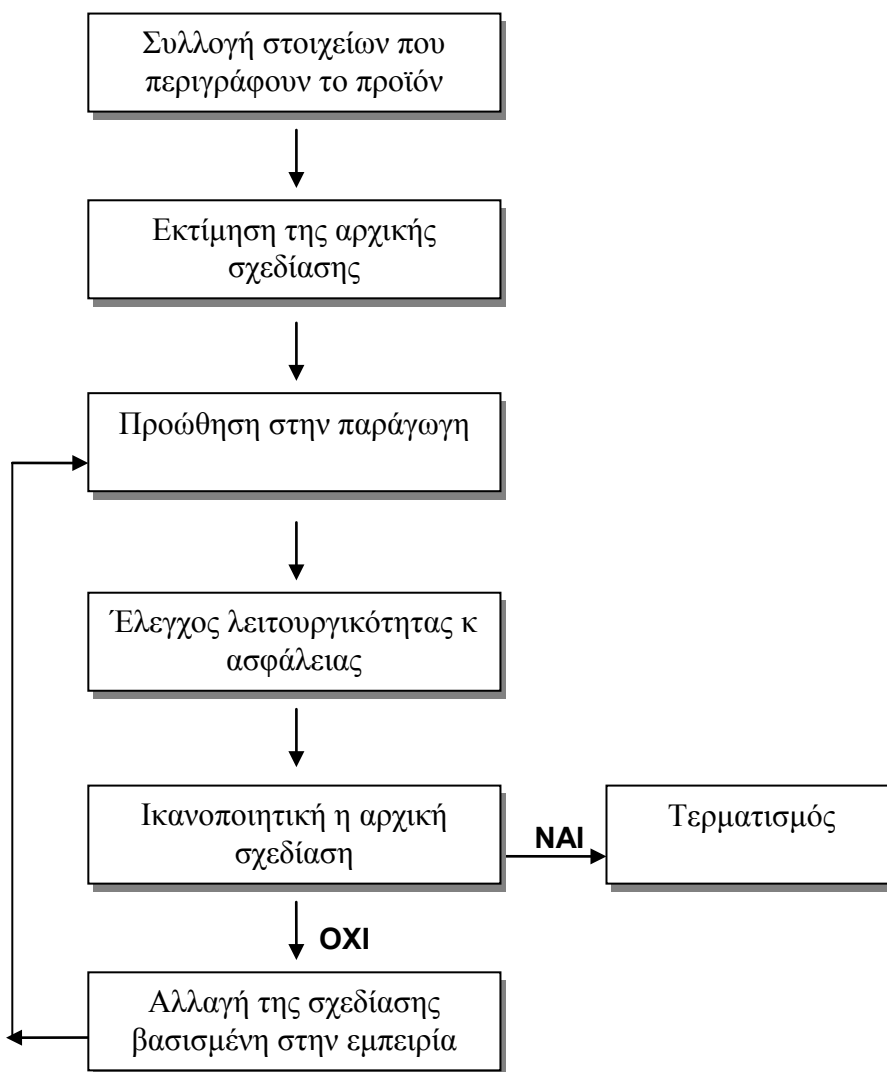 Συλλογή στοιχείων που
περιγράφουν το προϊόν
Εκτίμηση της αρχικής
σχεδίασης
Προώθηση στην παράγωγη
Έλεγχος λειτουργικότητας κ
ασφάλειας
Ικανοποιητική η αρχική
σχεδίαση
ΝΑΙ
Τερματισμός
ΟΧΙ
Αλλαγή της σχεδίασης
βασισμένη στην εμπειρία